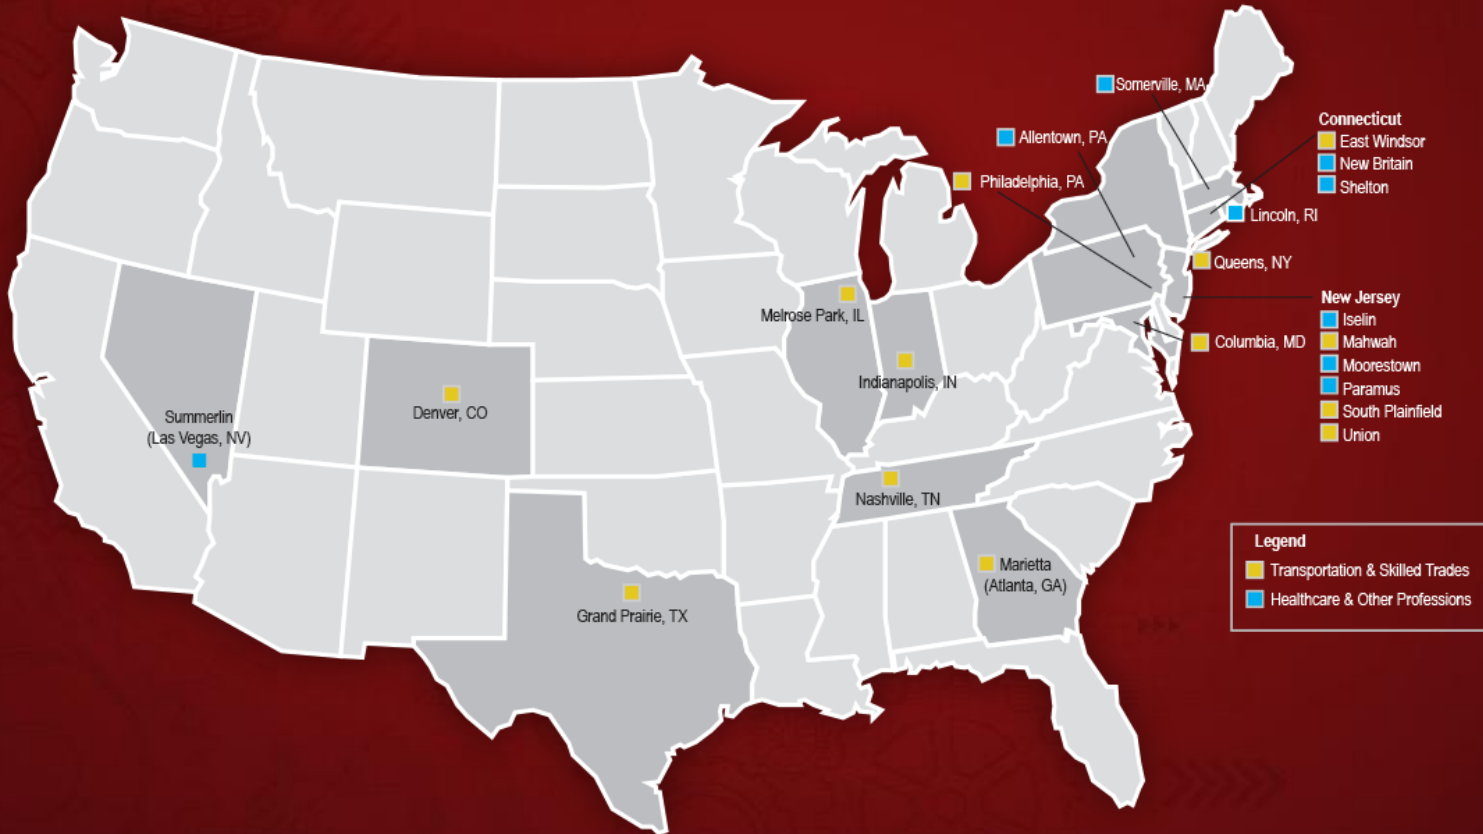 Somerville, MA
Allentown, PA
Philadelphia, PA
Connecticut
East Windsor
New Britain
Shelton
Lincoln, RI
Queens, NY
New Jersey
Iselin
Mahwah
Moorestown
Paramus
South Plainfield
Union
Columbia, MD
Melrose Park, IL
Indianapolis, IN
Denver, CO
Summerlin
(Las Vegas, NV)
Nashville, TN
Marietta
(Atlanta, GA)
Grand Prairie, TX
Legend
Transportation & Skilled Trades
Healthcare & Other Professions